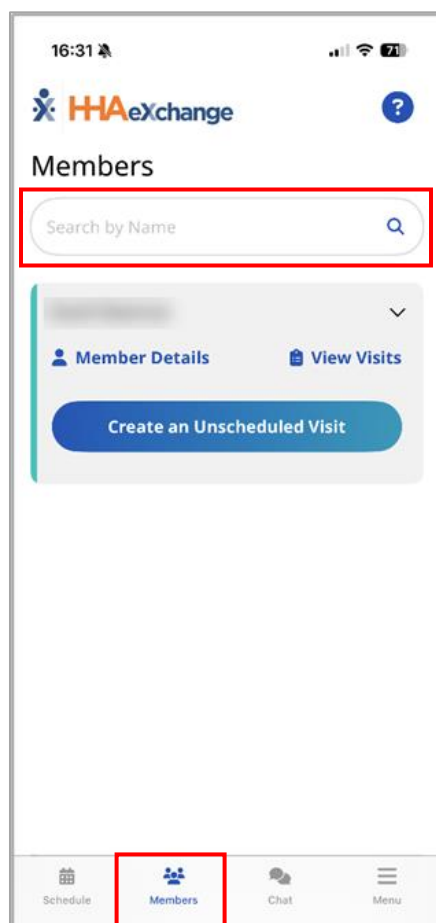 16:31 71
HHAeXchange ?
Members
Search by Name
Member Details View Visits
Create an Unscheduled Visit
Schedule Members Chat Menu